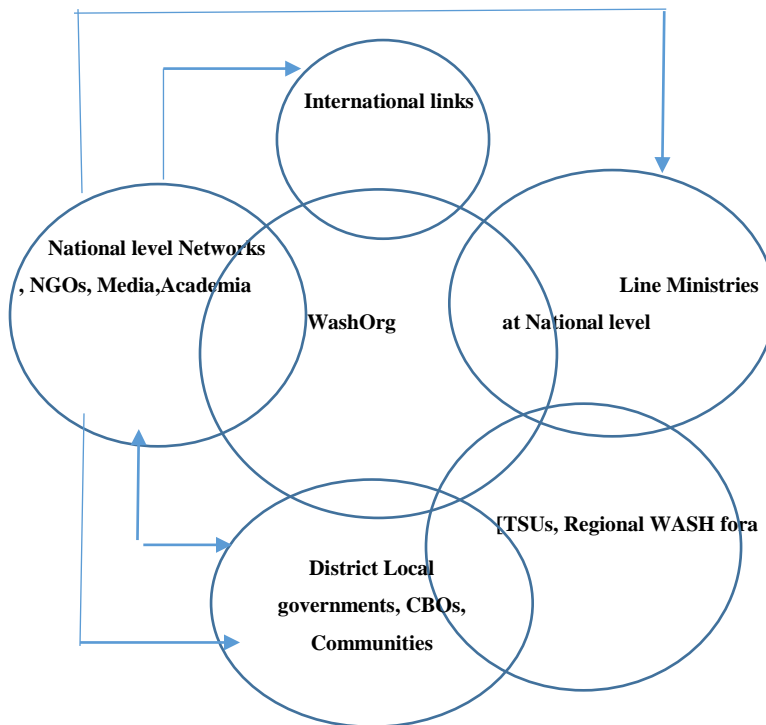 International links
National level Networks
, NGOs, Media,Academia
Line Ministries
WashOrg
at National level
[TSUs, Regional WASH fora
District Local
governments, CBOs,
Communities